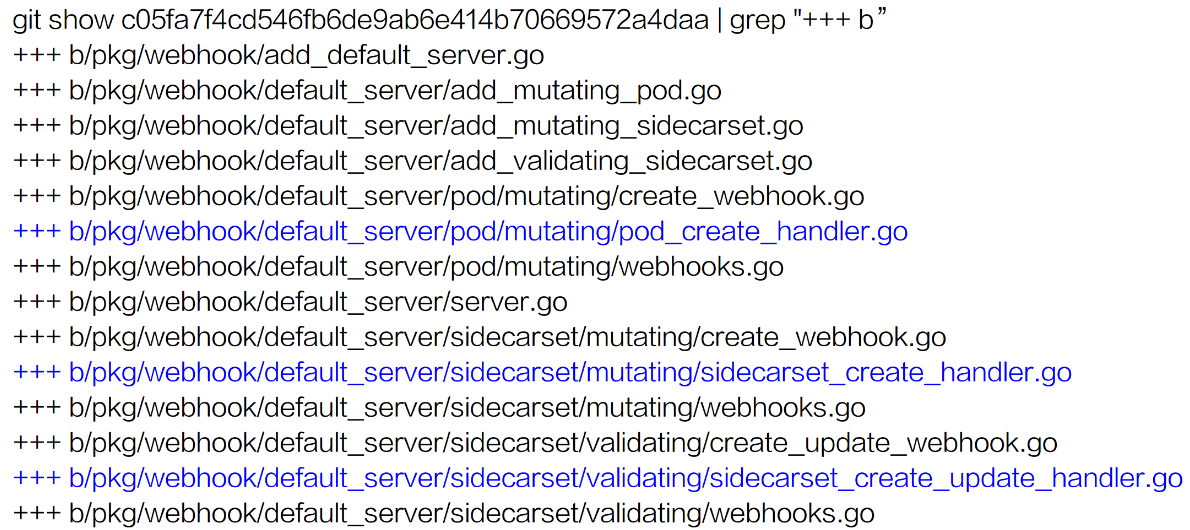 git show c05fa7f4cd546fb6de9ab6e414b70669572a4daa | grep "+++ b”
+++ b/pkg/webhook/add_default_server.go
+++ b/pkg/webhook/default_server/add_mutating_pod.go
+++ b/pkg/webhook/default_server/add_mutating_sidecarset.go
+++ b/pkg/webhook/default_server/add_validating_sidecarset.go
+++ b/pkg/webhook/default_server/pod/mutating/create_webhook.go
+++ b/pkg/webhook/default_server/pod/mutating/pod_create_handler.go
+++ b/pkg/webhook/default_server/pod/mutating/webhooks.go
+++ b/pkg/webhook/default_server/server.go
+++ b/pkg/webhook/default_server/sidecarset/mutating/create_webhook.go
+++ b/pkg/webhook/default_server/sidecarset/mutating/sidecarset_create_handler.go
+++ b/pkg/webhook/default_server/sidecarset/mutating/webhooks.go
+++ b/pkg/webhook/default_server/sidecarset/validating/create_update_webhook.go
+++ b/pkg/webhook/default_server/sidecarset/validating/sidecarset_create_update_handler.go
+++ b/pkg/webhook/default_server/sidecarset/validating/webhooks.go